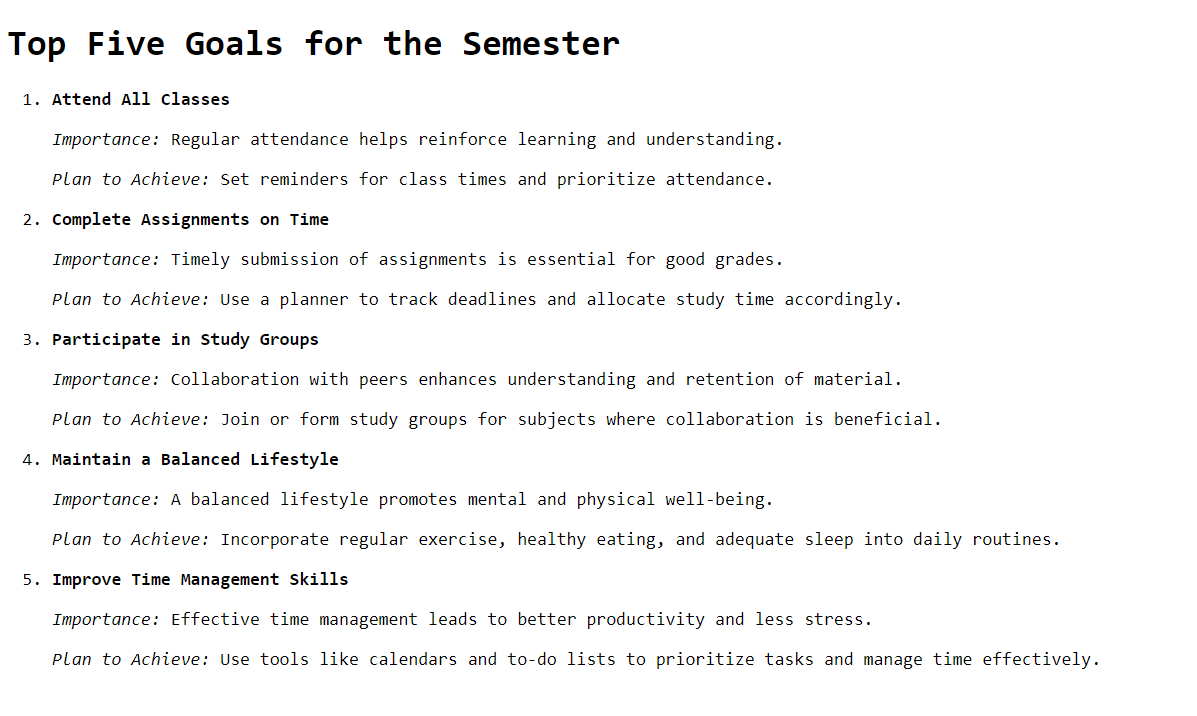 Top Five Goals for the Semester
1. Attend All Classes
Importance: Regular attendance helps reinforce learning and understanding.
Plan to Achieve: Set reminders for class times and prioritize attendance.
2. Complete Assignments on Time
Importance: Timely submission of assignments is essential for good grades.
Plan to Achieve: Use a planner to track deadlines and allocate study time accordingly.
3. Participate in Study Groups
Importance: Collaboration with peers enhances understanding and retention of material.
Plan to Achieve: Join or form study groups for subjects where collaboration is beneficial.
4. Maintain a Balanced Lifestyle
Importance: A balanced lifestyle promotes mental and physical well-being.
Plan to Achieve: Incorporate regular exercise, healthy eating, and adequate sleep into daily routines.
5. Improve Time Management Skills
Importance: Effective time management leads to better productivity and less stress.
Plan to Achieve: Use tools like calendars and to-do lists to prioritize tasks and manage time effectively.